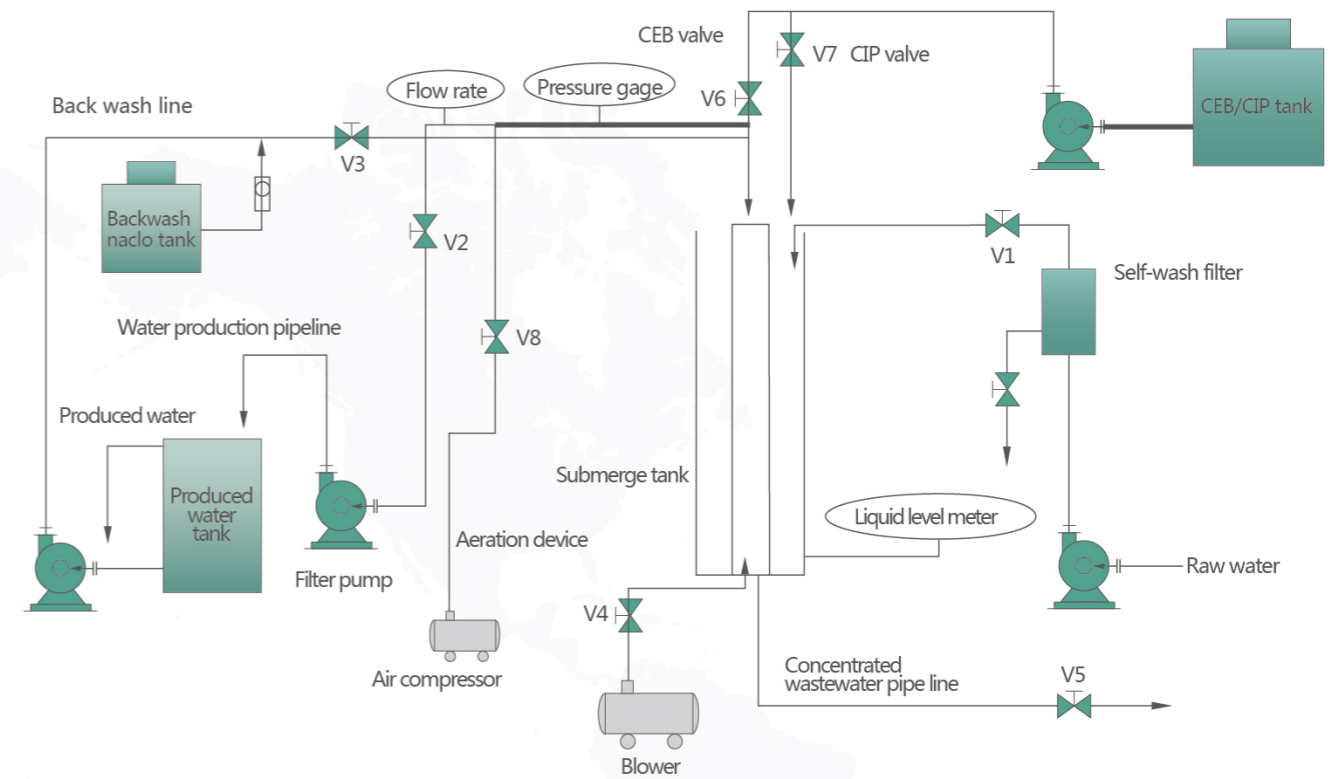 CEB valve
V7 CIP valve
Back wash line
Flow rate
Pressure gage
V6
CEB/CIP tank
V3
Backwash
naclo tank
V2
V1
Self-wash filter
Water production pipeline
V8
Produced water
Submerge tank
Produced
water
tank
Liquid level meter
Aeration device
Filter pump
Raw water
V4
Air compressor
Concentrated
wastewater pipe line
V5
Blower